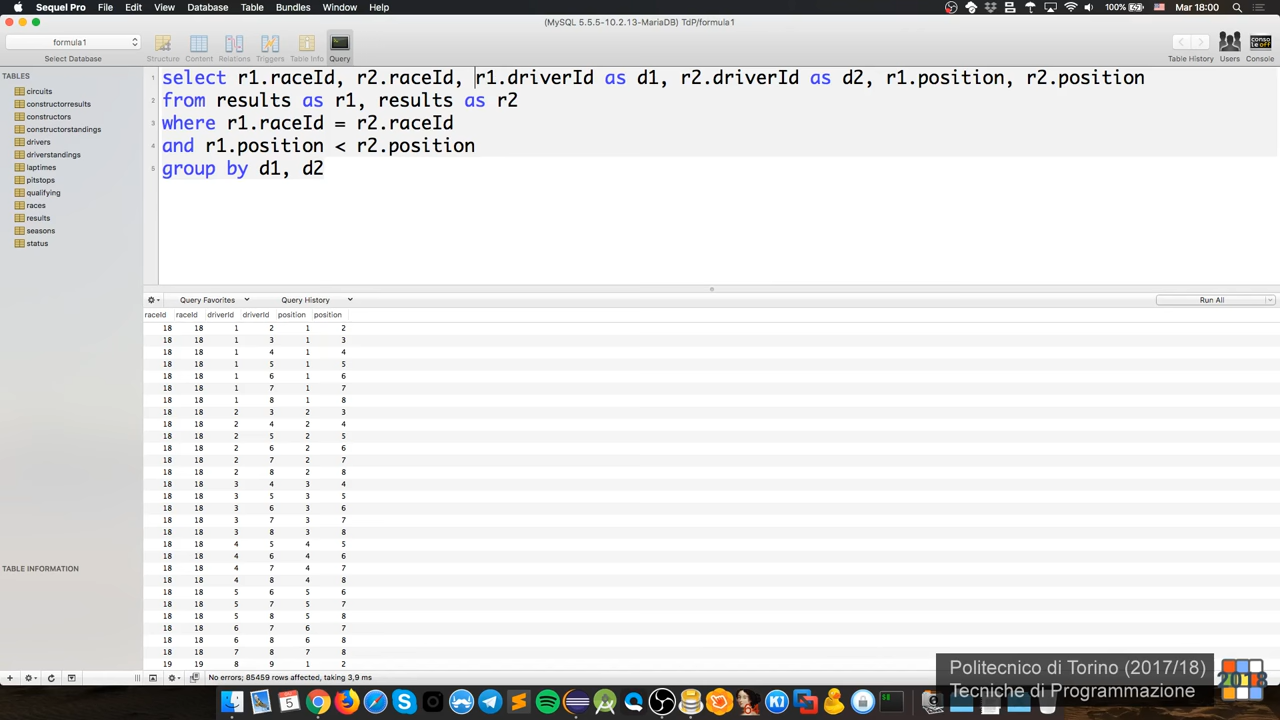 Sequel Pro File Edit View Database Table Bundles Window Help 100% Mar 18:00
(MySQL 5.5.5-10.2.13-MariaDB) TdP/formula1
formula1
Select Database Structure Content Relations Triggers Table Info Query Table History Users Console
TABLES
circuits
constructorresults
constructors
constructorstandings
drivers
driverstandings
laptimes
pitstops
qualifying
races
results
seasons
status
TABLE INFORMATION
1 select r1.raceId, r2.raceId, r1.driverId as d1, r2.driverId as d2, r1.position, r2.position
2 from results as r1, results as r2
3 where r1.raceId = r2.raceId
4 and r1.position < r2.position
5 group by d1, d2
Query Favorites Query History Run All
raceId raceId driverId driverId position position
18 18 1 2 1 2
18 18 1 3 1 3
18 18 1 4 1 4
18 18 1 5 1 5
18 18 1 6 1 6
18 18 1 7 1 7
18 18 1 8 1 8
18 18 2 3 2 3
18 18 2 4 2 4
18 18 2 5 2 5
18 18 2 6 2 6
18 18 2 7 2 7
18 18 2 8 2 8
18 18 3 4 3 4
18 18 3 5 3 5
18 18 3 6 3 6
18 18 3 7 3 7
18 18 3 8 3 8
18 18 4 5 4 5
18 18 4 6 4 6
18 18 4 7 4 7
18 18 4 8 4 8
18 18 5 6 5 6
18 18 5 7 5 7
18 18 5 8 5 8
18 18 6 7 6 7
18 18 6 8 6 8
18 18 7 8 7 8
19 19 8 9 1 2
No errors; 85459 rows affected, taking 3,9 ms
Politecnico di Torino (2017/18)
Tecniche di Programmazione
2018